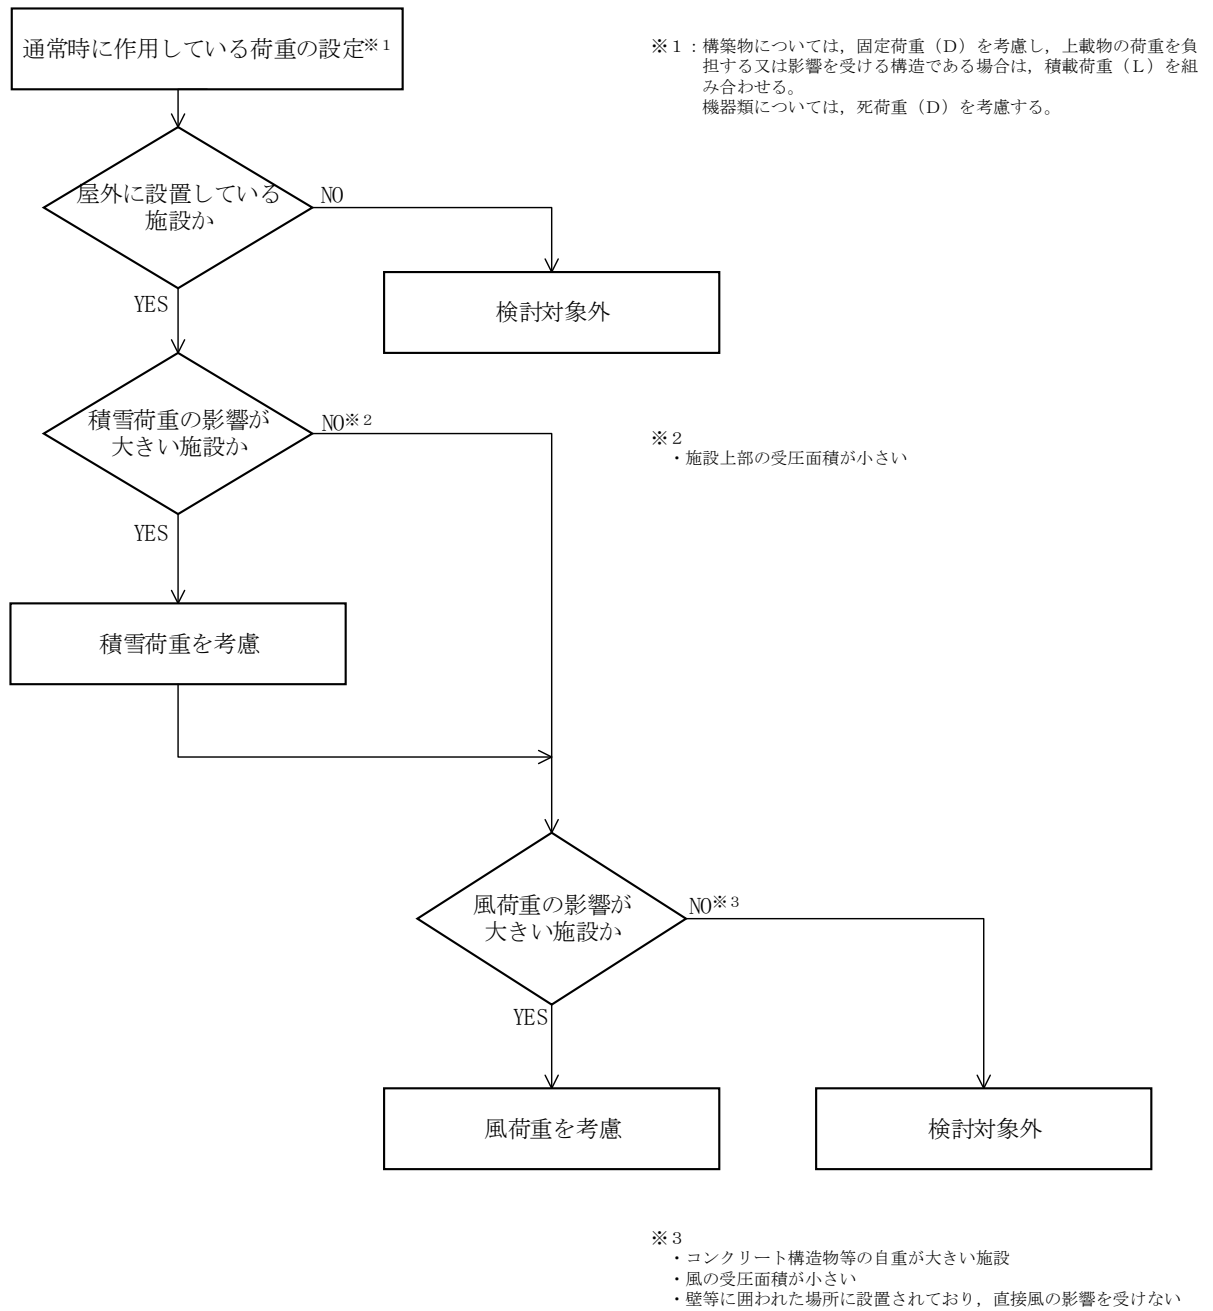 通常時に作用している荷重の設定※１
※１：構築物については，固定荷重（Ｄ）を考慮し，上載物の荷重を負
担する又は影響を受ける構造である場合は，積載荷重（Ｌ）を組
み合わせる。
機器類については，死荷重（Ｄ）を考慮する。
屋外に設置している
施設か
NO
YES
検討対象外
積雪荷重の影響が
大きい施設か
NO※２
※２
・施設上部の受圧面積が小さい
YES
積雪荷重を考慮
風荷重の影響が
大きい施設か
NO※３
YES
風荷重を考慮
検討対象外
※３
・コンクリート構造物等の自重が大きい施設
・風の受圧面積が小さい
・壁等に囲われた場所に設置されており，直接風の影響を受けない